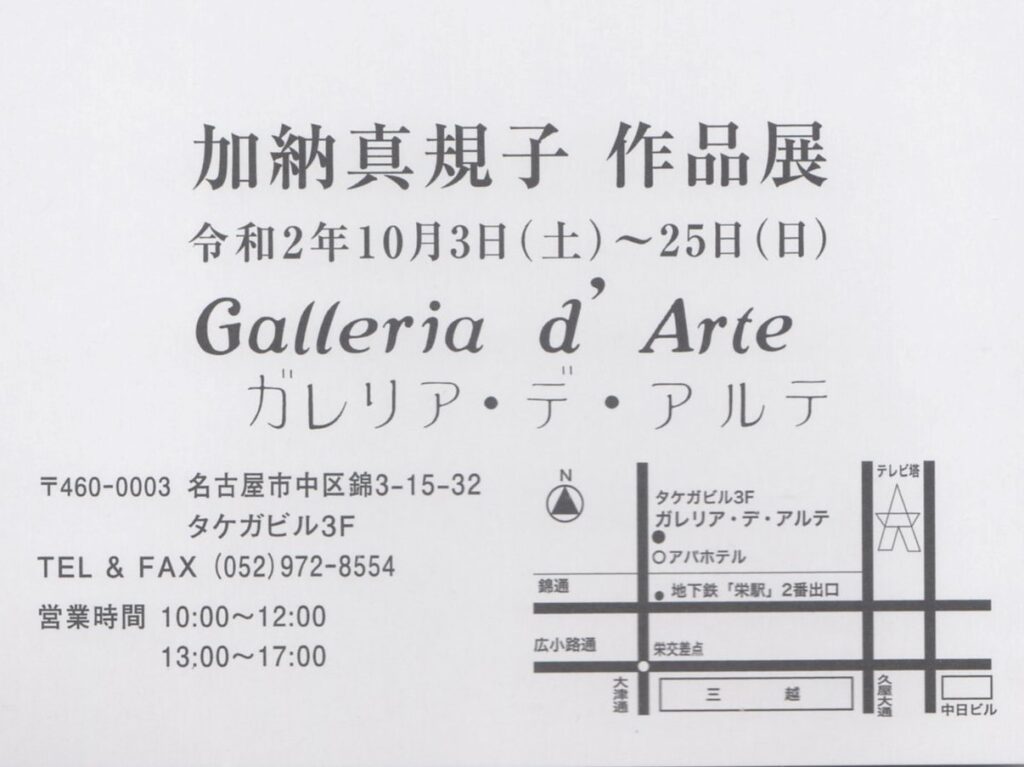 加納真規子 作品展
令和2年10月3日(土)～25日(日)
Galleria d' Arte
ガレリア・デ・アルテ
〒460-0003 名古屋市中区錦3-15-32
タケガビル3F
TEL & FAX (052)972-8554
営業時間 10:00～12:00
13;00～17:00
N
テレビ塔
タケガビル3F
ガレリア・デ・アルテ
アパホテル
錦通
地下鉄「栄駅」2番出口
広小路通
栄交差点
大津通
三越
久屋大通
中日ビル